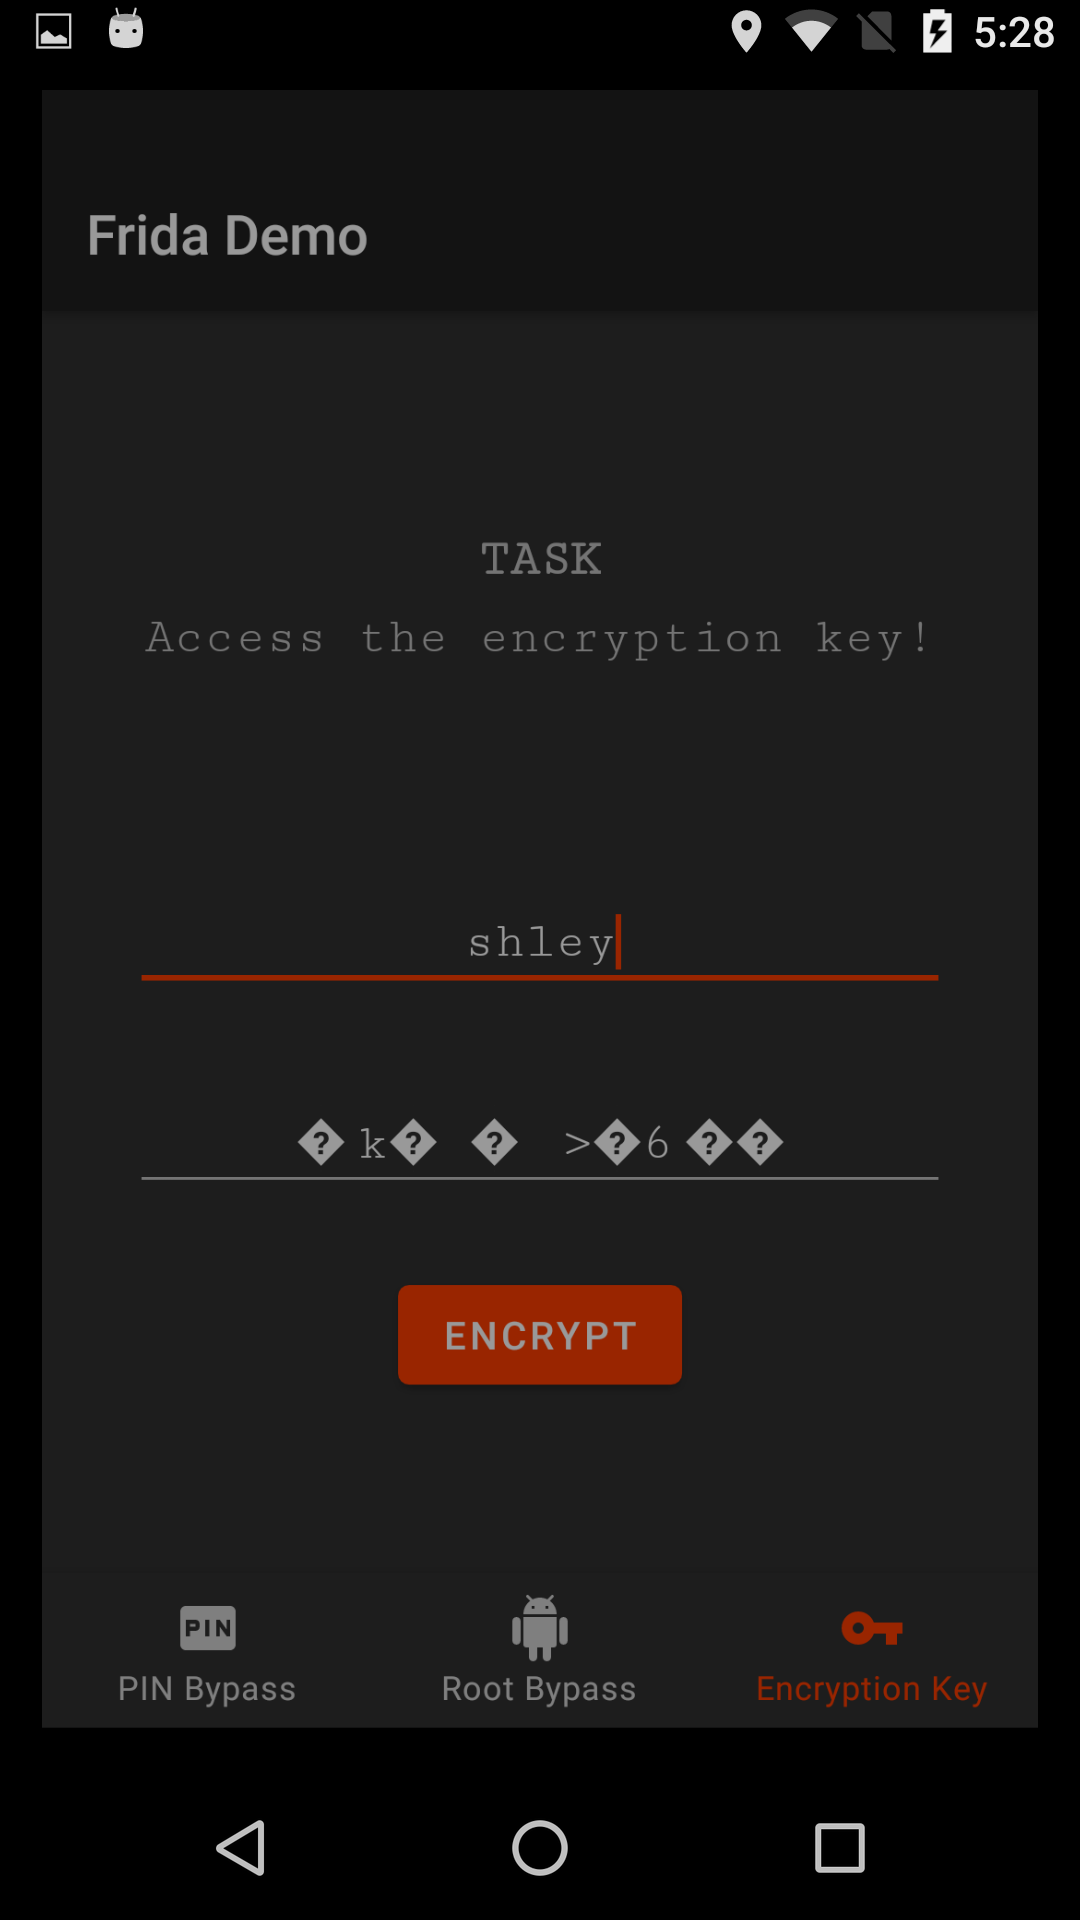 5:28
Frida Demo
TASK
Access the encryption key!
shley
� k� � >�6 ��
ENCRYPT
PIN
PIN Bypass Root Bypass Encryption Key